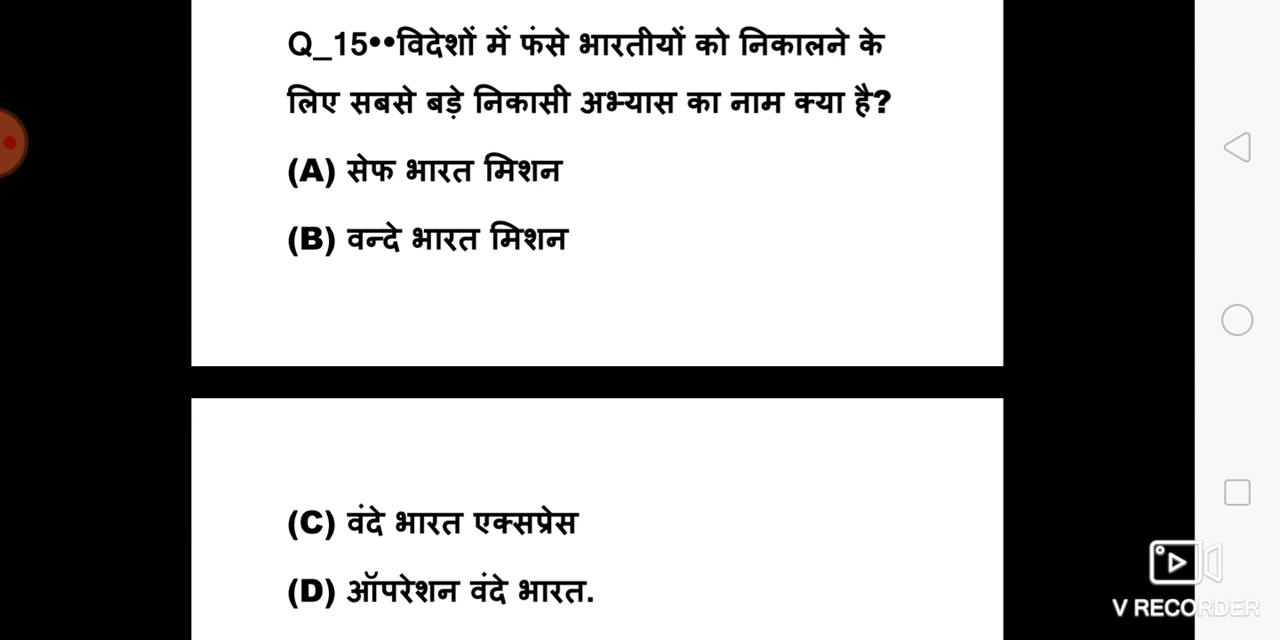 Q_15••विदेशों में फंसे भारतीयों को निकालने के
लिए सबसे बड़े निकासी अभ्यास का नाम क्या है?
(A) सेफ भारत मिशन
(B) वन्दे भारत मिशन
(C) वंदे भारत एक्सप्रेस
(D) ऑपरेशन वंदे भारत.
V RECORDER